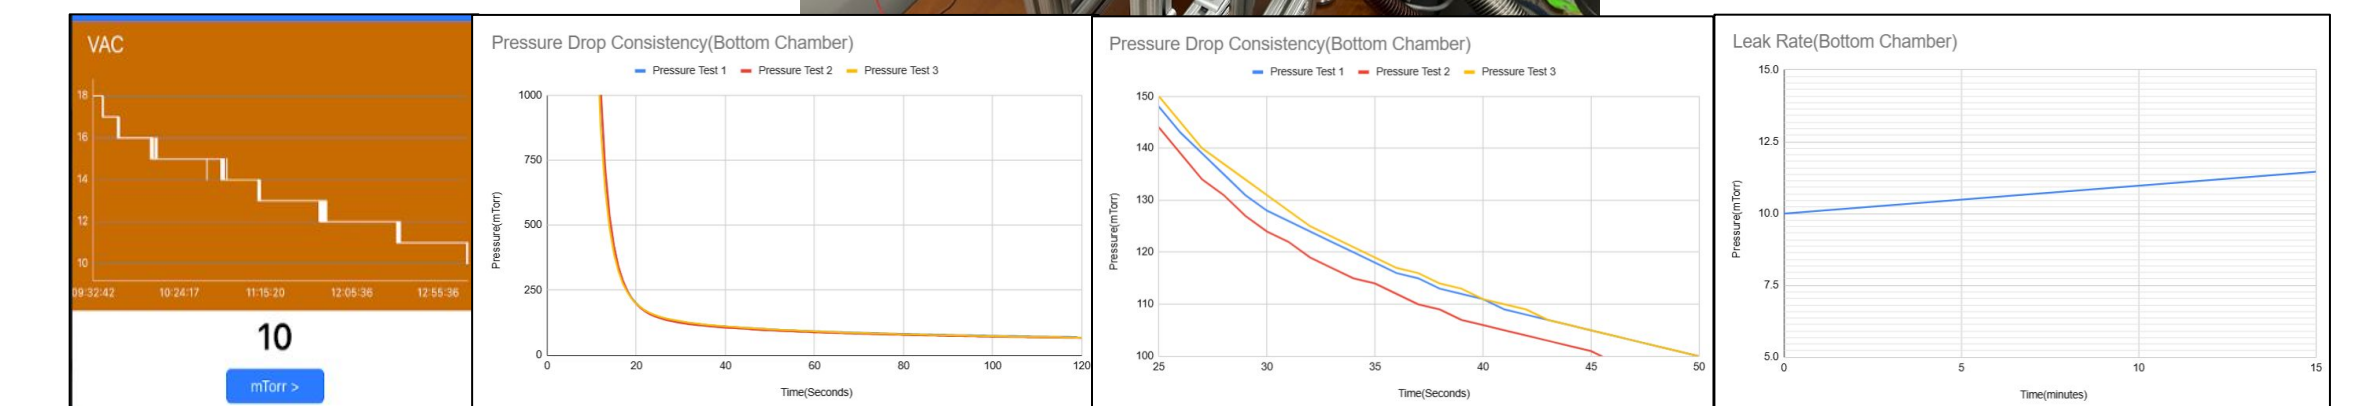 VAC
18
16
14
12
10
09:32:42 10:24:17 11:15:20 12:05:36 12:55:36
10
mTorr >
Pressure Drop Consistency(Bottom Chamber)
Pressure Test 1 Pressure Test 2 Pressure Test 3
1000
750
500
250
0
Pressure(mTorr)
0 20 40 60 80 100 120
Time(Seconds)
Pressure Drop Consistency(Bottom Chamber)
Pressure Test 1 Pressure Test 2 Pressure Test 3
150
140
130
120
110
100
Pressure(mTorr)
25 30 35 40 45 50
Time(Seconds)
Leak Rate(Bottom Chamber)
15.0
12.5
10.0
7.5
5.0
Pressure(mTorr)
0 5 10 15
Time(minutes)